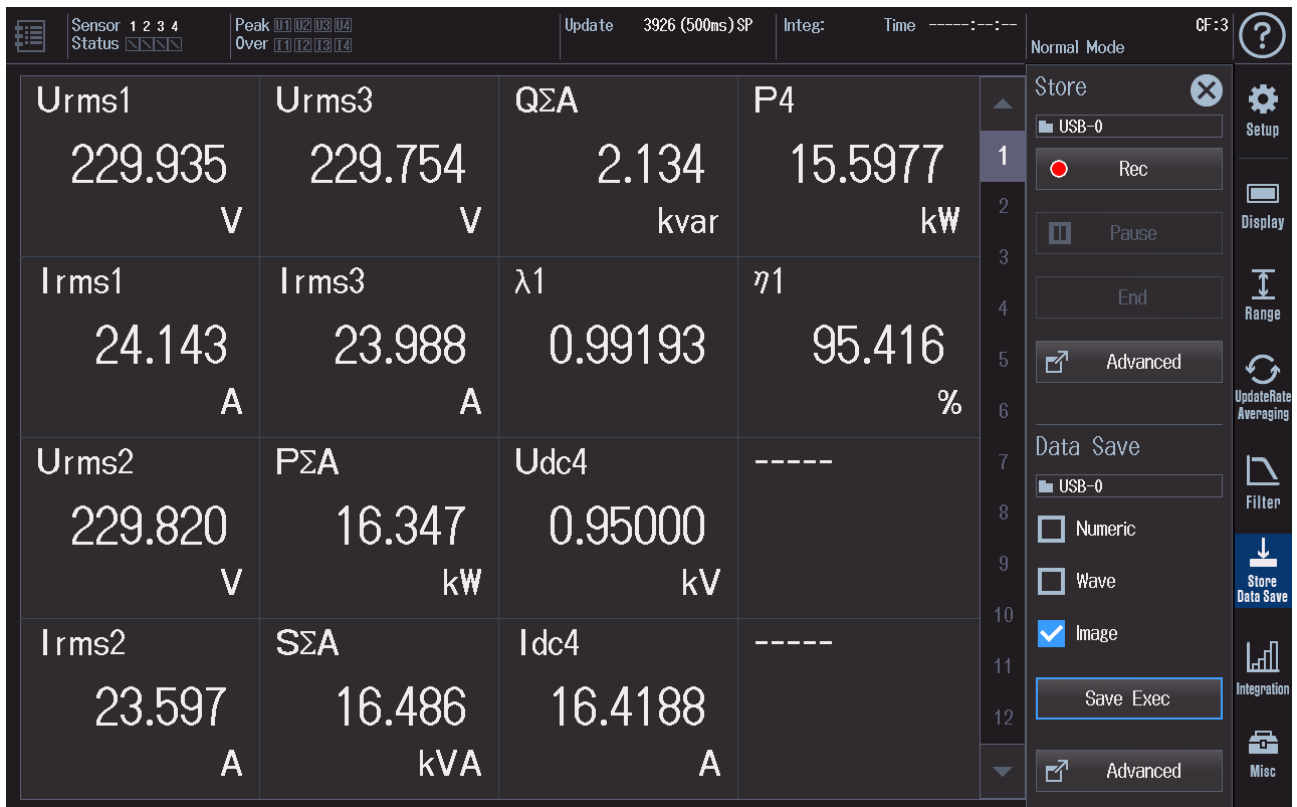 Sensor 1 2 3 4
Status
Peak U1 U2 U3 U4
Over I1 I2 I3 I4
Update 3926 (500ms) SP
Integ: Time -----:--:--
CF:3
Normal Mode
?
Urms1
229.935
V
Urms3
229.754
V
QΣA
2.134
kvar
P4
15.5977
kW
Irms1
24.143
A
Irms3
23.988
A
λ1
0.99193
η1
95.416
%
Urms2
229.820
V
PΣA
16.347
kW
Udc4
0.95000
kV
-----
Irms2
23.597
A
SΣA
16.486
kVA
Idc4
16.4188
A
-----
1
2
3
4
5
6
7
8
9
10
11
12
Store
USB-0
Rec
Pause
End
Advanced
Data Save
USB-0
Numeric
Wave
Image
Save Exec
Advanced
Setup
Display
Range
UpdateRate
Averaging
Filter
Store
Data Save
Integration
Misc